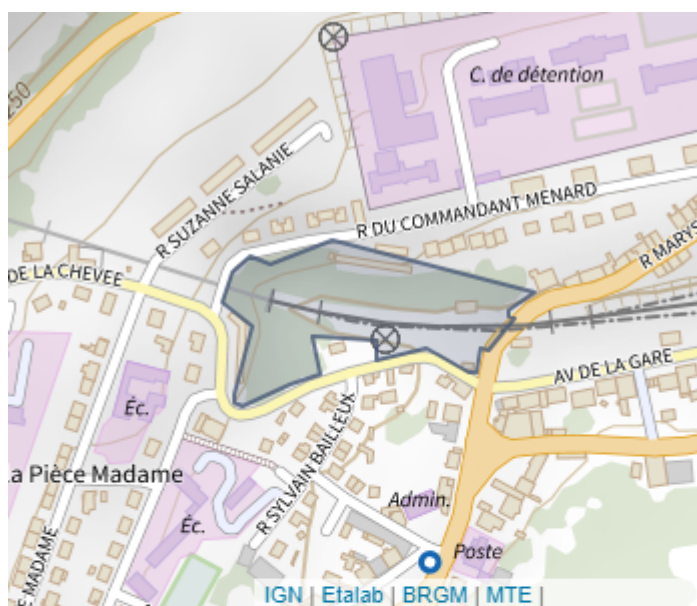 250
C. de détention
R SUZANNE SALANIE
R DU COMMANDANT MENARD
R MARYS
DE LA CHEVEE
AV DE LA GARE
Éc.
R SYLVAIN BAILLEUX
a Pièce Madame
Admin.
Éc.
Poste
E MADAME
IGN | Etalab | BRGM | MTE |